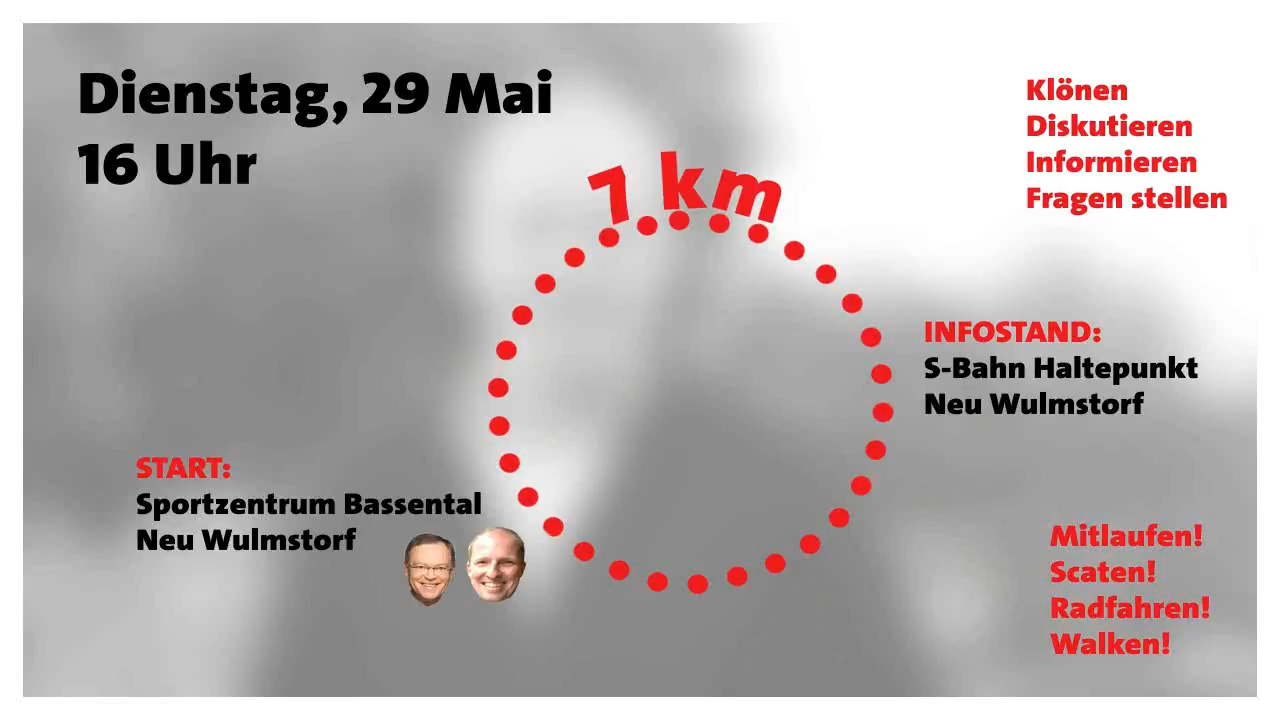 Dienstag, 29 Mai
16 Uhr
Klönen
Diskutieren
Informieren
Fragen stellen
7 km
INFOSTAND:
S-Bahn Haltepunkt
Neu Wulmstorf
START:
Sportzentrum Bassental
Neu Wulmstorf
Mitlaufen!
Scaten!
Radfahren!
Walken!